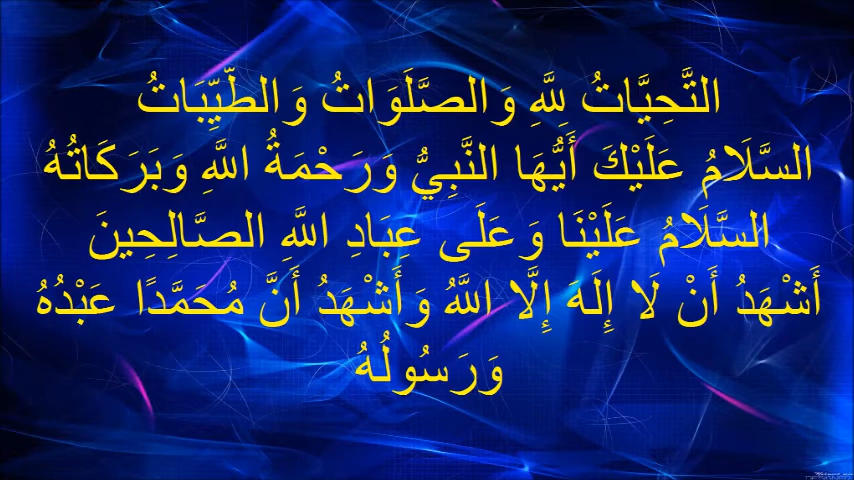 التَّحِيَّاتُ لِلَّهِ وَالصَّلَوَاتُ وَالطَّيِّبَاتُ
السَّلَامُ عَلَيْكَ أَيُّهَا النَّبِيُّ وَرَحْمَةُ اللَّهِ وَبَرَكَاتُهُ
السَّلَامُ عَلَيْنَا وَعَلَى عِبَادِ اللَّهِ الصَّالِحِينَ
أَشْهَدُ أَنْ لَا إِلَهَ إِلَّا اللَّهُ وَأَشْهَدُ أَنَّ مُحَمَّدًا عَبْدُهُ
وَرَسُولُهُ